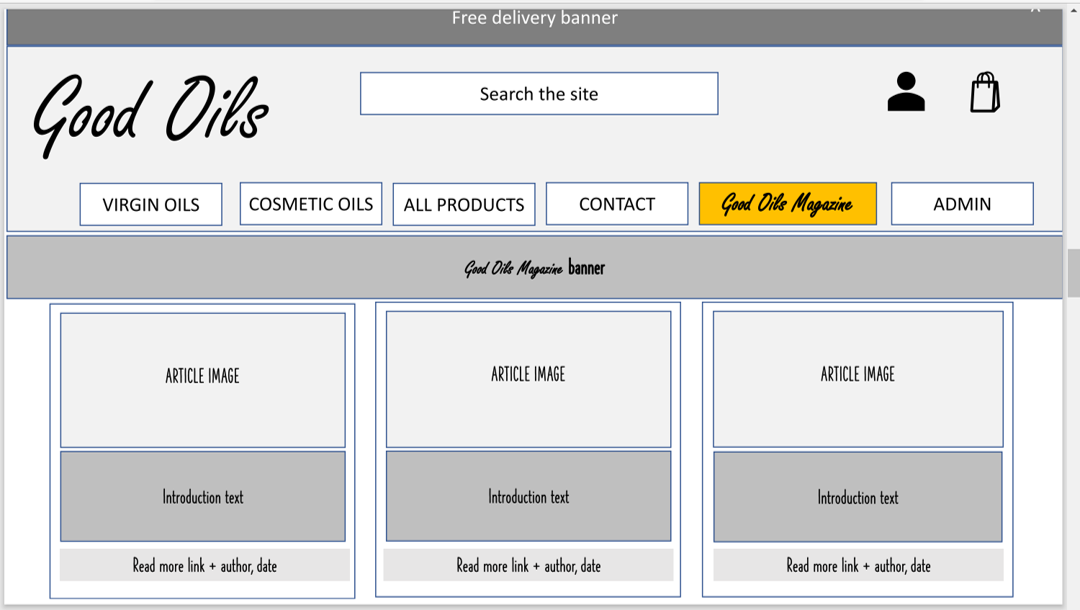 Free delivery banner
Good Oils
Search the site
VIRGIN OILS
COSMETIC OILS
ALL PRODUCTS
CONTACT
Good Oils Magazine
ADMIN
Good Oils Magazine banner
ARTICLE IMAGE
ARTICLE IMAGE
ARTICLE IMAGE
Introduction text
Introduction text
Introduction text
Read more link + author, date
Read more link + author, date
Read more link + author, date